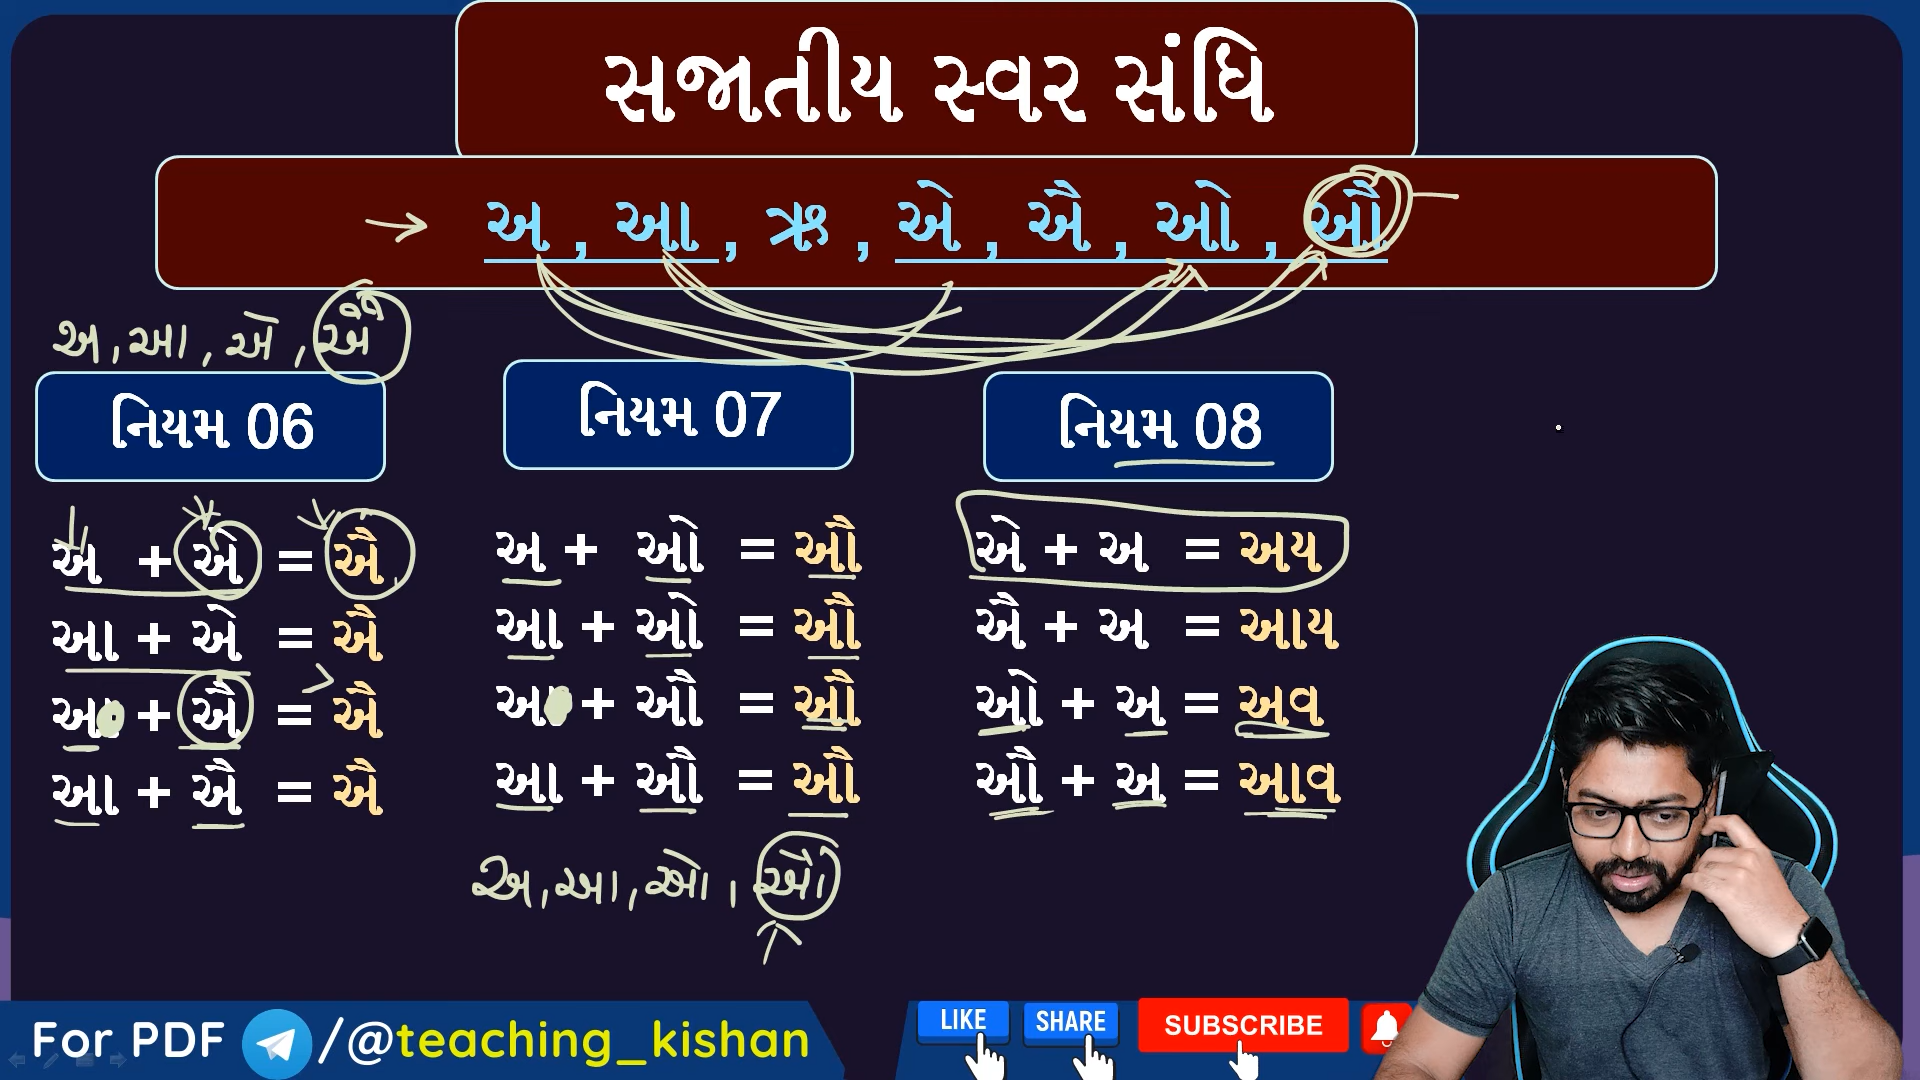 સજાતીય સ્વર સંધિ
→ અ , આ , ઋ , એ , ઐ , ઓ , ઔ
અ, આ, એ, ઐ
નિયમ 06
અ + એ = ઐ
આ + એ = ઐ
અ + ઐ = ઐ
આ + ઐ = ઐ
નિયમ 07
અ + ઓ = ઔ
આ + ઓ = ઔ
અ + ઔ = ઔ
આ + ઔ = ઔ
અ, આ, ઓ, ઔ
નિયમ 08
એ + અ = અય
ઐ + અ = આય
ઓ + અ = અવ
ઔ + અ = આવ
For PDF /@teaching_kishan
LIKE SHARE SUBSCRIBE